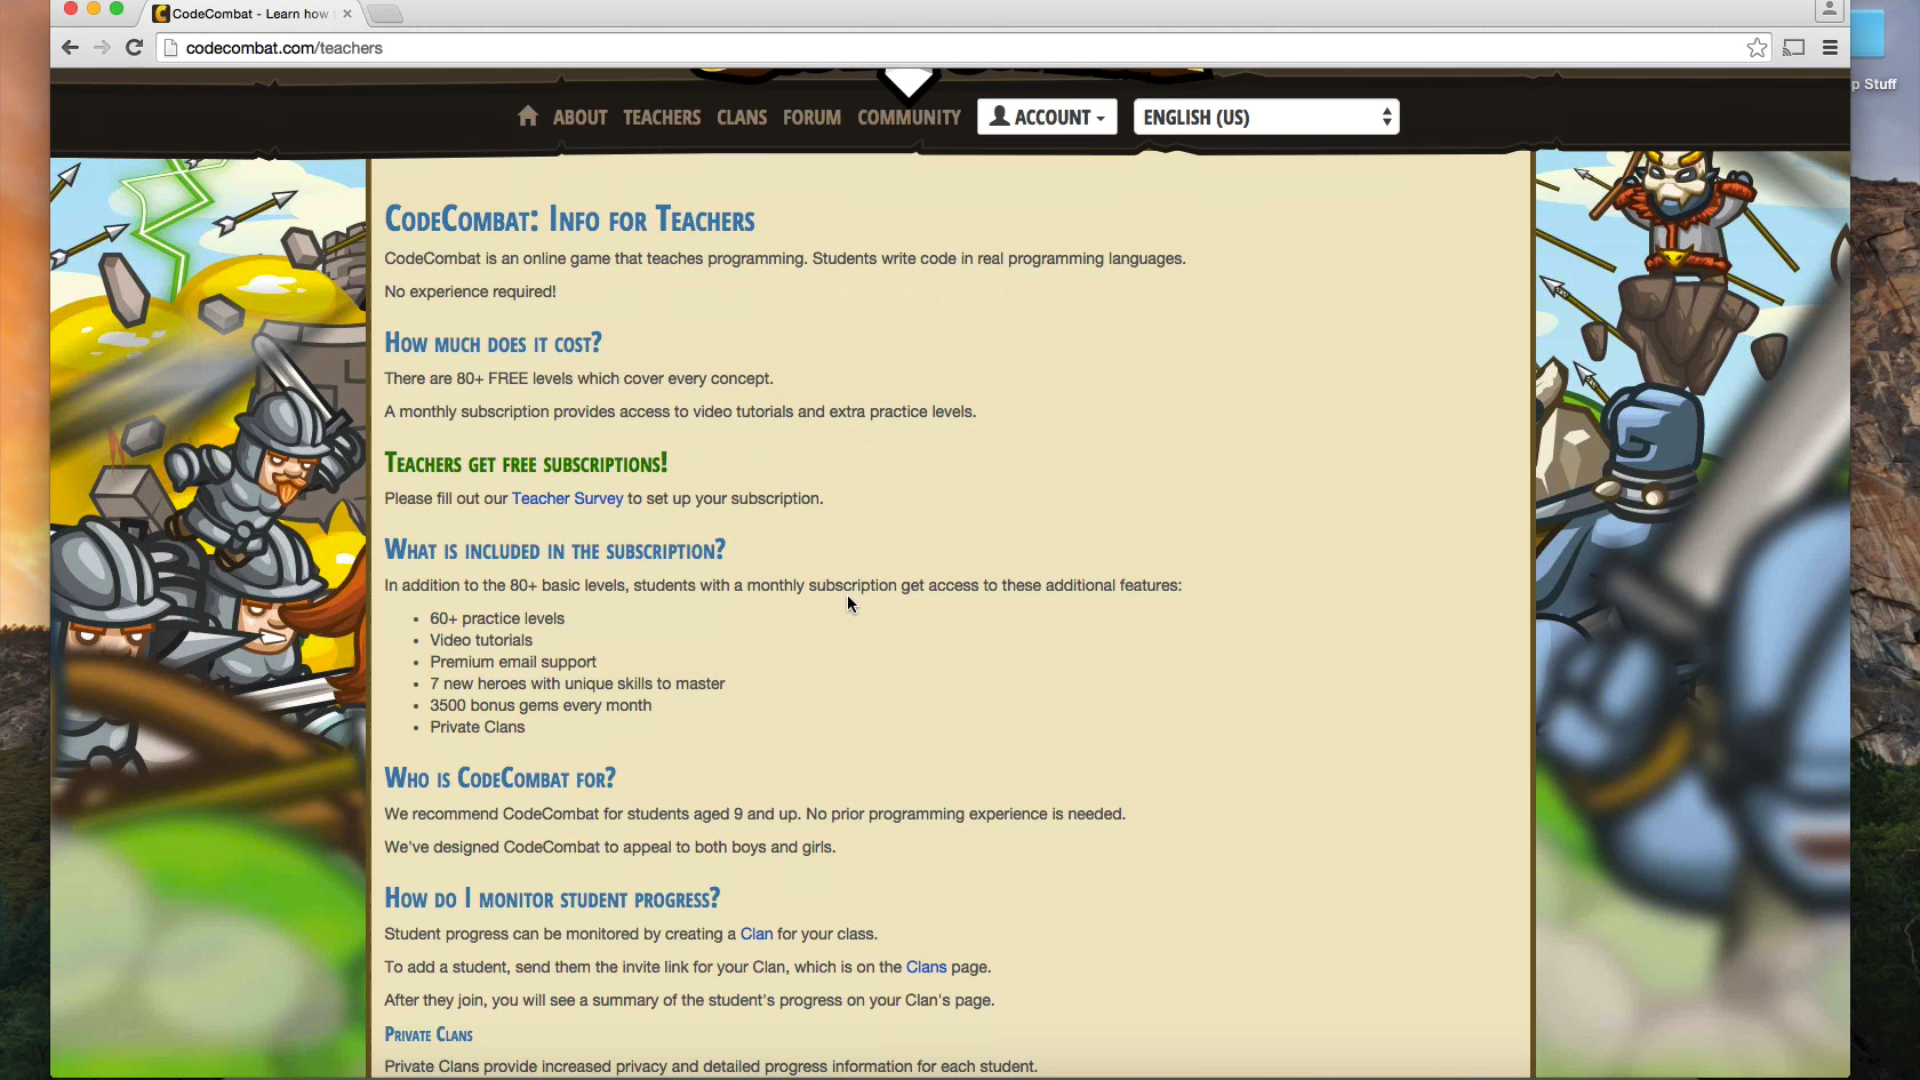 CodeCombat - Learn how
codecombat.com/teachers
p Stuff
ABOUT TEACHERS CLANS FORUM COMMUNITY ACCOUNT ENGLISH (US)
CodeCombat: Info for Teachers
CodeCombat is an online game that teaches programming. Students write code in real programming languages.
No experience required!
How much does it cost?
There are 80+ FREE levels which cover every concept.
A monthly subscription provides access to video tutorials and extra practice levels.
Teachers get free subscriptions!
Please fill out our Teacher Survey to set up your subscription.
What is included in the subscription?
In addition to the 80+ basic levels, students with a monthly subscription get access to these additional features:
• 60+ practice levels
• Video tutorials
• Premium email support
• 7 new heroes with unique skills to master
• 3500 bonus gems every month
• Private Clans
Who is CodeCombat for?
We recommend CodeCombat for students aged 9 and up. No prior programming experience is needed.
We've designed CodeCombat to appeal to both boys and girls.
How do I monitor student progress?
Student progress can be monitored by creating a Clan for your class.
To add a student, send them the invite link for your Clan, which is on the Clans page.
After they join, you will see a summary of the student's progress on your Clan's page.
Private Clans
Private Clans provide increased privacy and detailed progress information for each student.